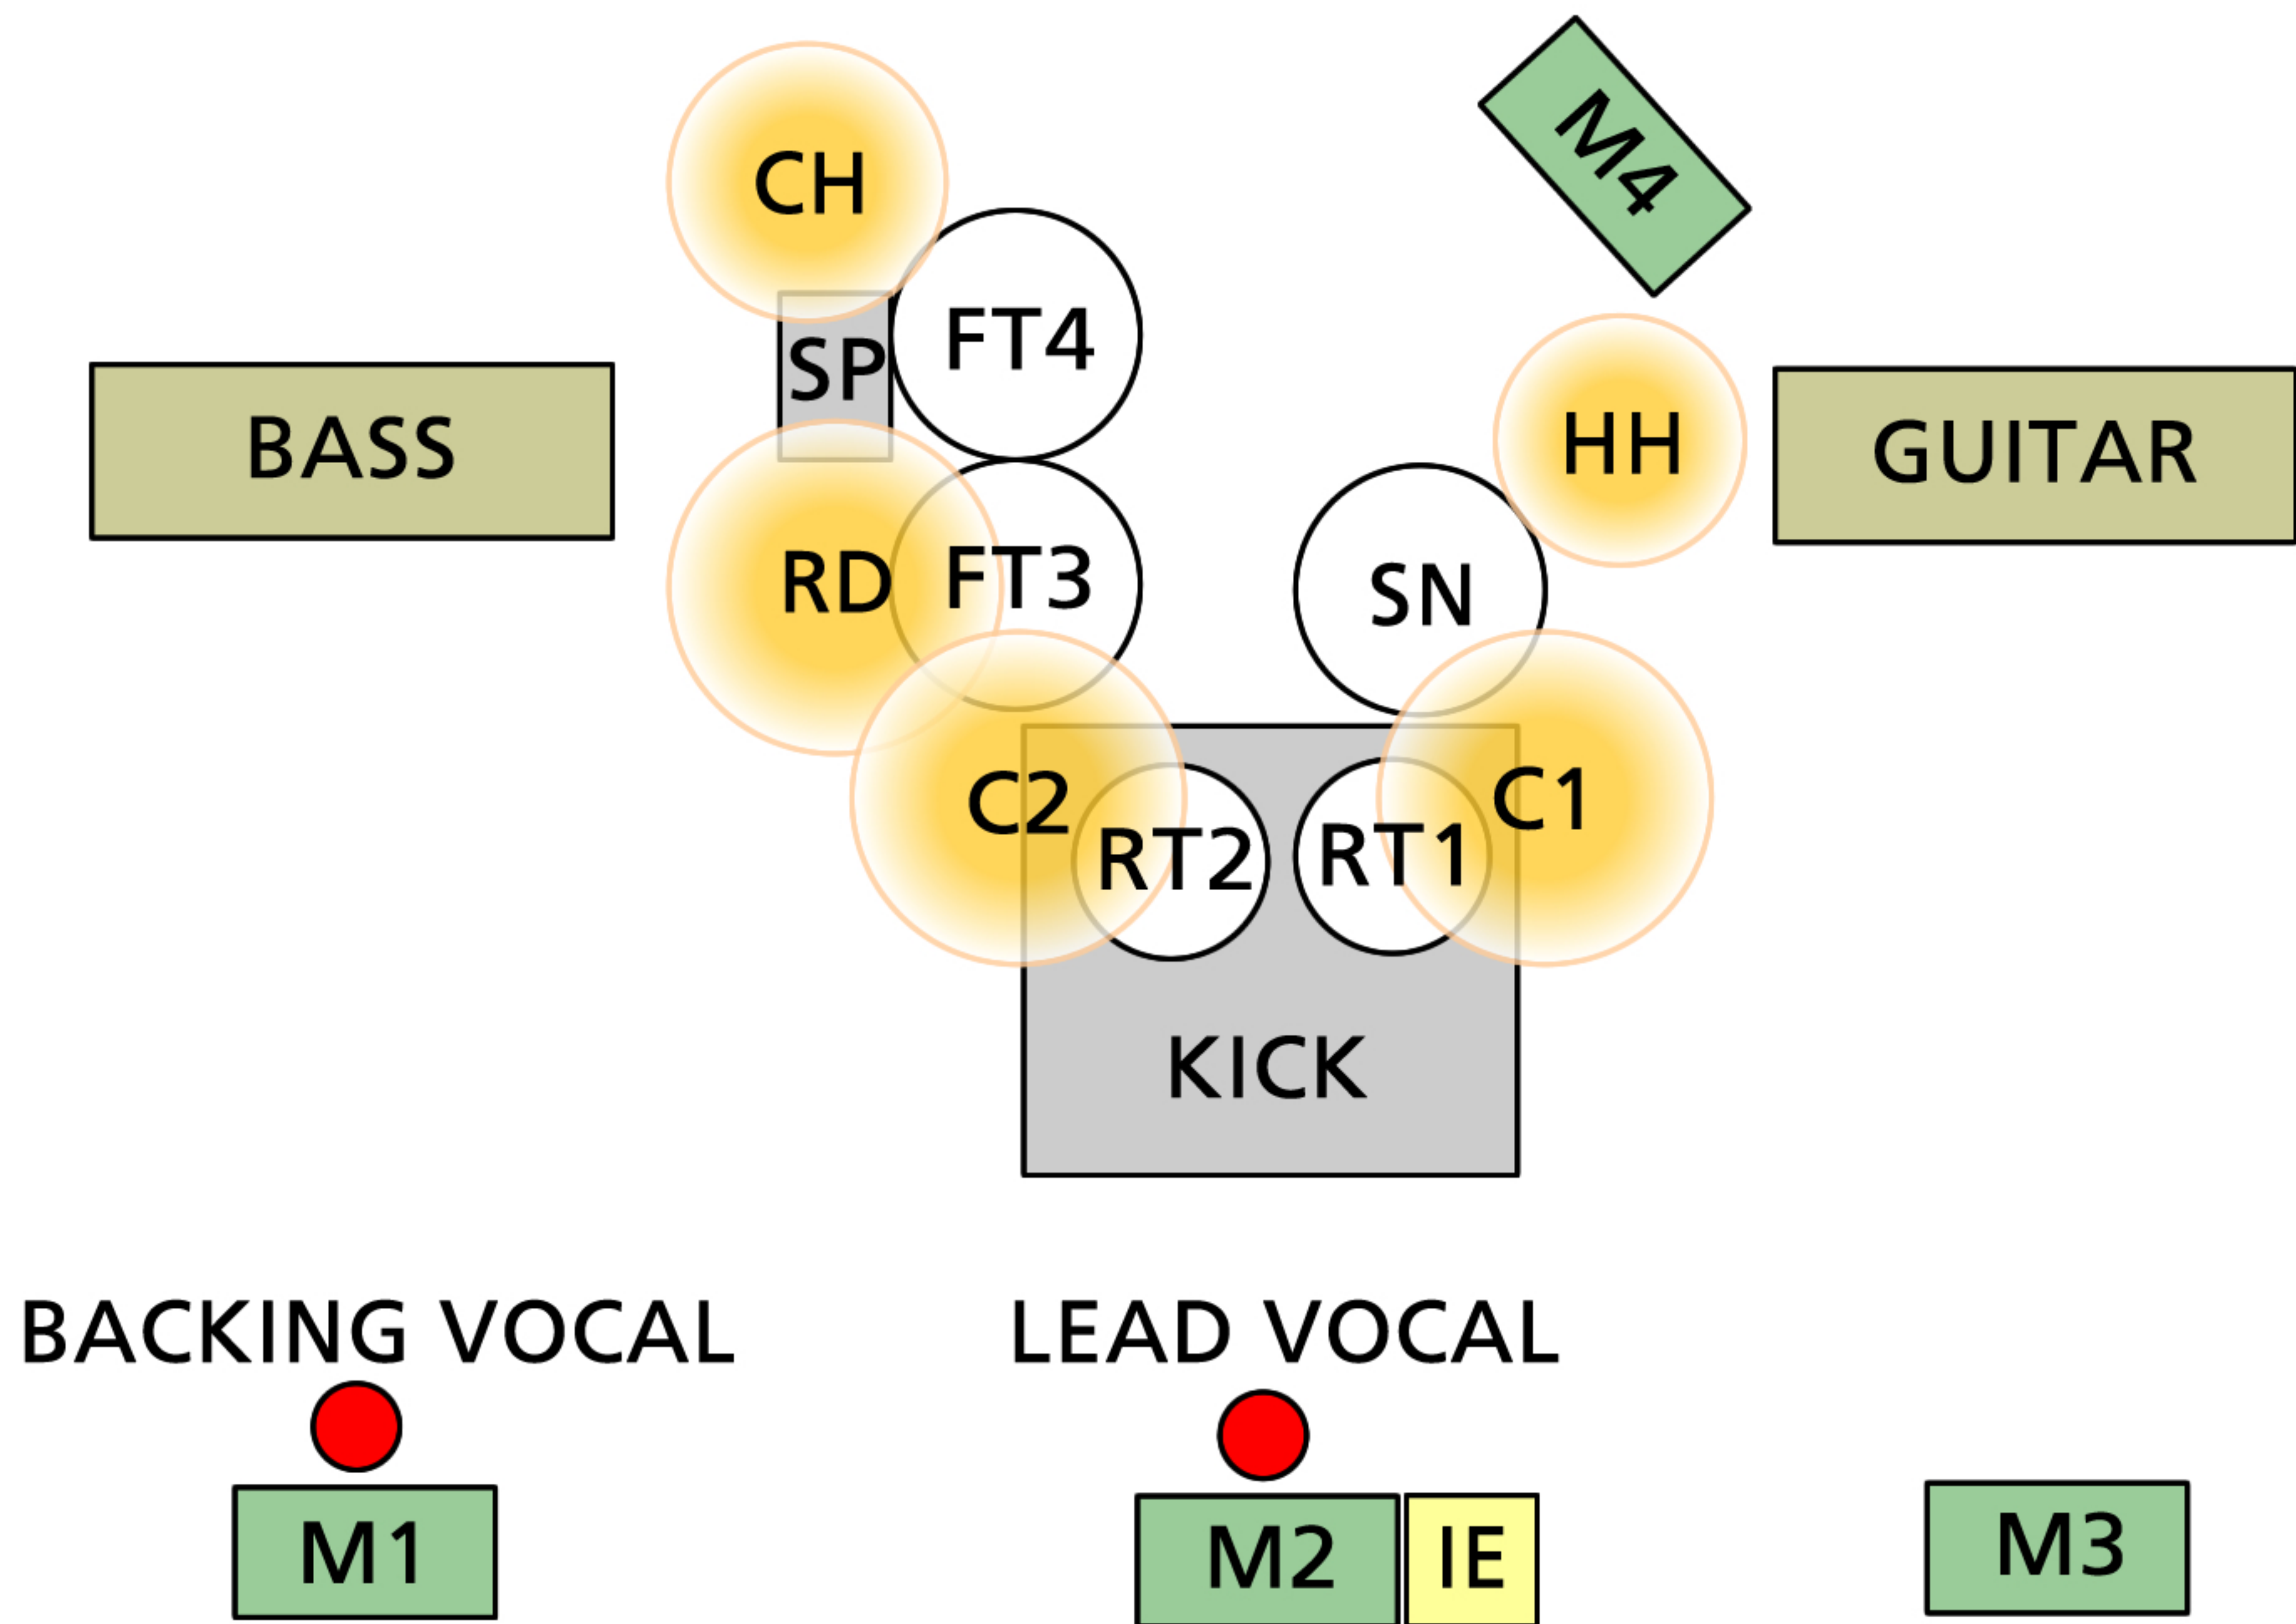 M4
CH
FT4
SP
BASS
HH
GUITAR
RD
FT3
SN
C2
C1
RT2
RT1
KICK
BACKING VOCAL
LEAD VOCAL
M1
M2
IE
M3